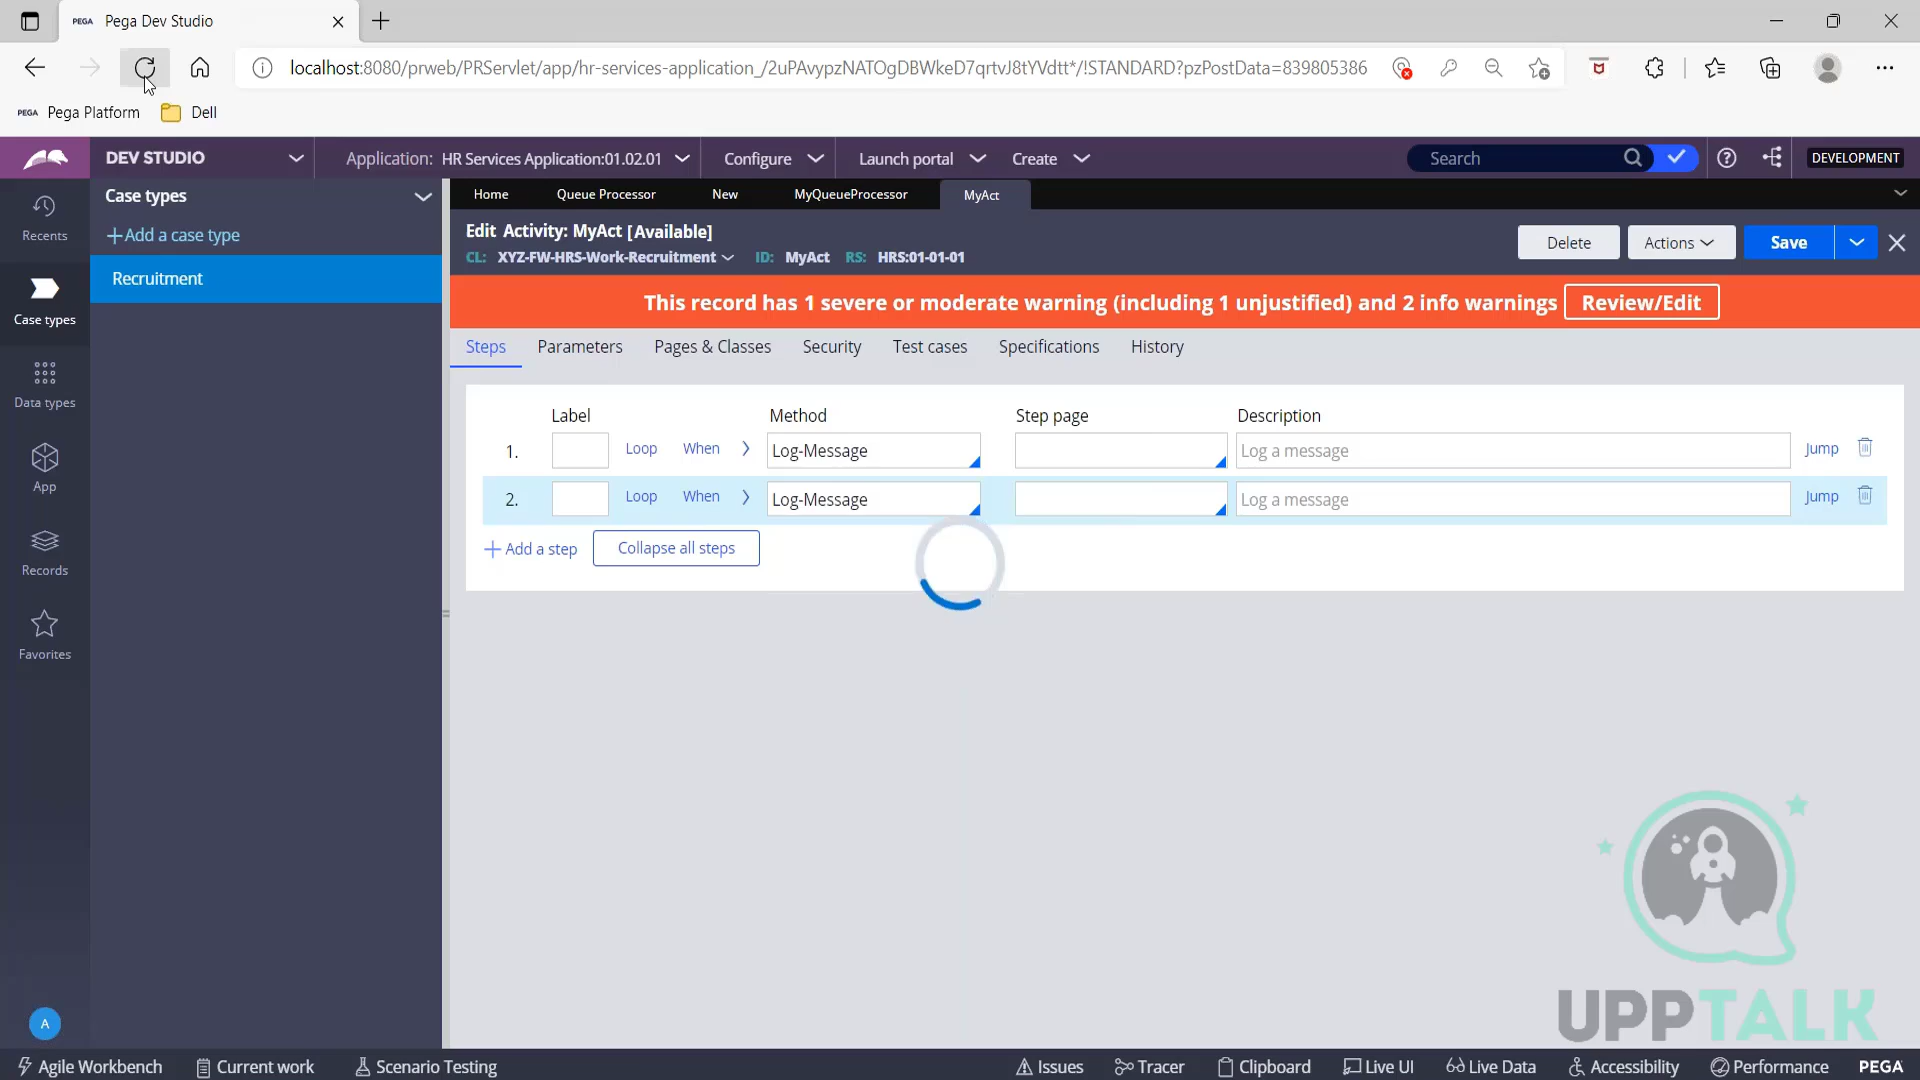 PEGA Pega Dev Studio
localhost:8080/prweb/PRServlet/app/hr-services-application_/2uPAvypzNATOgDBWkeD7qrtvJ8tYVdtt*/!STANDARD?pzPostData=839805386
PEGA Pega Platform Dell
DEV STUDIO Application: HR Services Application:01.02.01 Configure Launch portal Create Search DEVELOPMENT
Recents
Case types
Data types
App
Records
Favorites
A
Case types
+Add a case type
Recruitment
Home Queue Processor New MyQueueProcessor MyAct
Edit Activity: MyAct [Available]
CL: XYZ-FW-HRS-Work-Recruitment ID: MyAct RS: HRS:01-01-01
Delete Actions Save
This record has 1 severe or moderate warning (including 1 unjustified) and 2 info warnings Review/Edit
Steps Parameters Pages & Classes Security Test cases Specifications History
Label Method Step page Description
1. Loop When Log-Message Log a message Jump
2. Loop When Log-Message Log a message Jump
+ Add a step Collapse all steps
UPPTALK
Agile Workbench Current work Scenario Testing Issues Tracer Clipboard Live UI Live Data Accessibility Performance PEGA